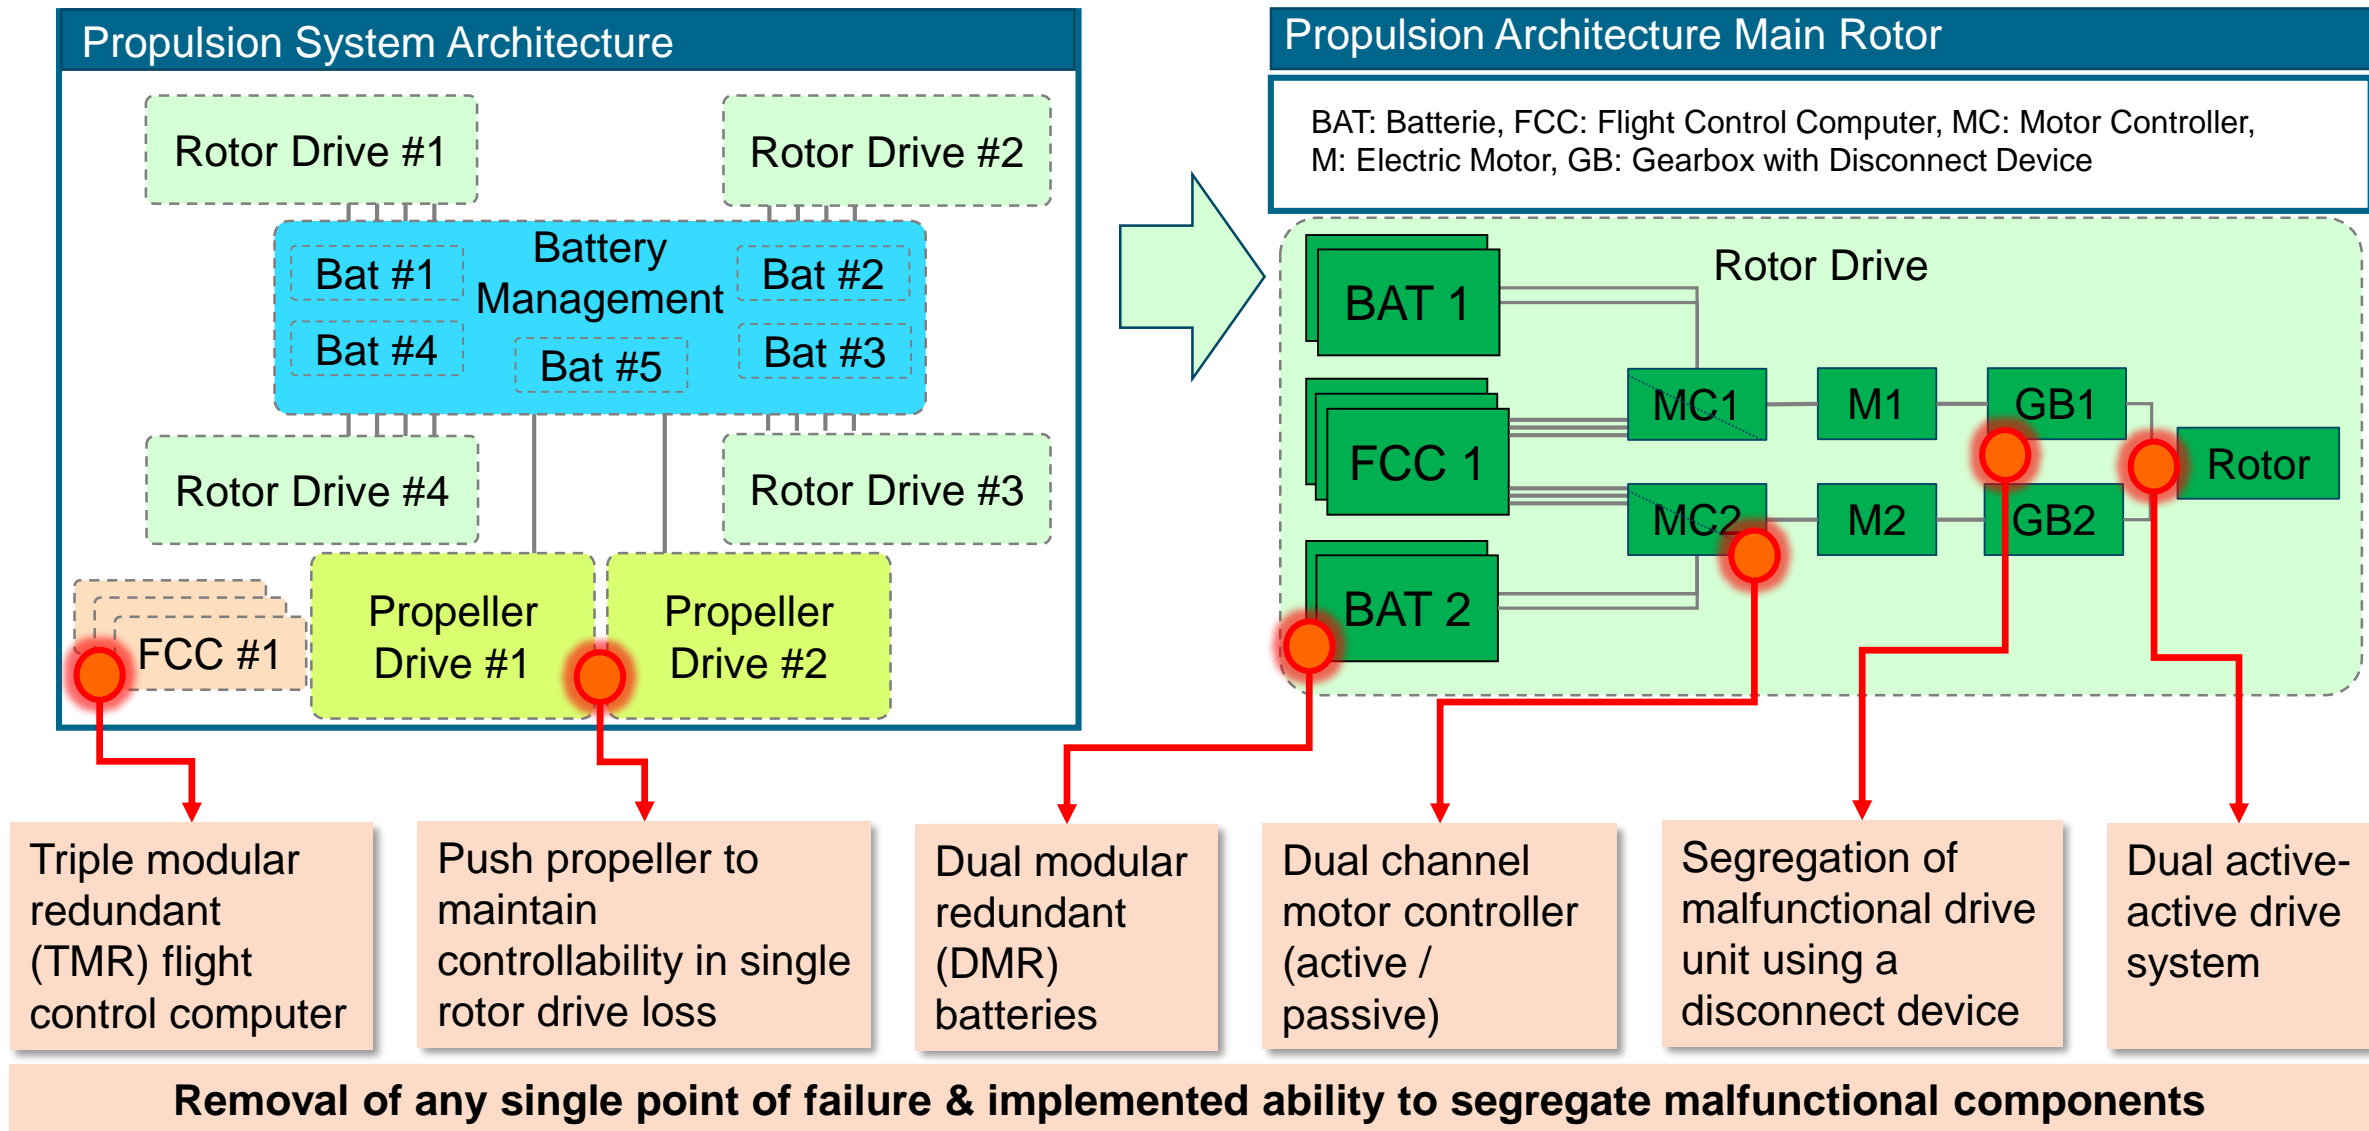 Propulsion System Architecture
Rotor Drive #1
Rotor Drive #2
Battery
Management
Bat #1
Bat #2
Bat #4
Bat #5
Bat #3
Rotor Drive #4
Rotor Drive #3
FCC #1
Propeller
Drive #1
Propeller
Drive #2
Propulsion Architecture Main Rotor
BAT: Batterie, FCC: Flight Control Computer, MC: Motor Controller,
M: Electric Motor, GB: Gearbox with Disconnect Device
Rotor Drive
BAT 1
FCC 1
BAT 2
MC1
M1
GB1
MC2
M2
GB2
Rotor
Triple modular
redundant
(TMR) flight
control computer
Push propeller to
maintain
controllability in single
rotor drive loss
Dual modular
redundant
(DMR)
batteries
Dual channel
motor controller
(active /
passive)
Segregation of
malfunctional drive
unit using a
disconnect device
Dual active-
active drive
system
Removal of any single point of failure & implemented ability to segregate malfunctional components